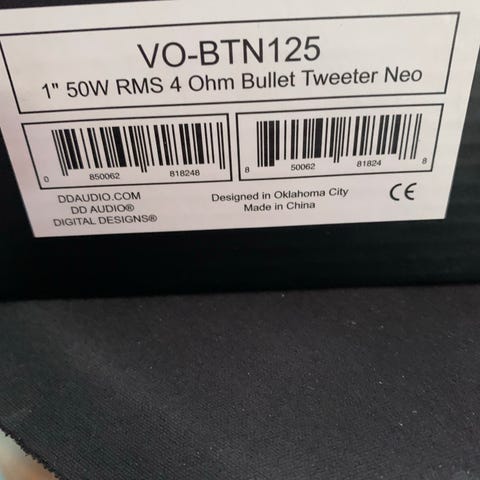 VO-BTN125
1" 50W RMS 4 Ohm Bullet Tweeter Neo
0 850062 818248
8 50062 81824 8
DDAUDIO.COM
DD AUDIO®
DIGITAL DESIGNS®
Designed in Oklahoma City
Made in China
CE